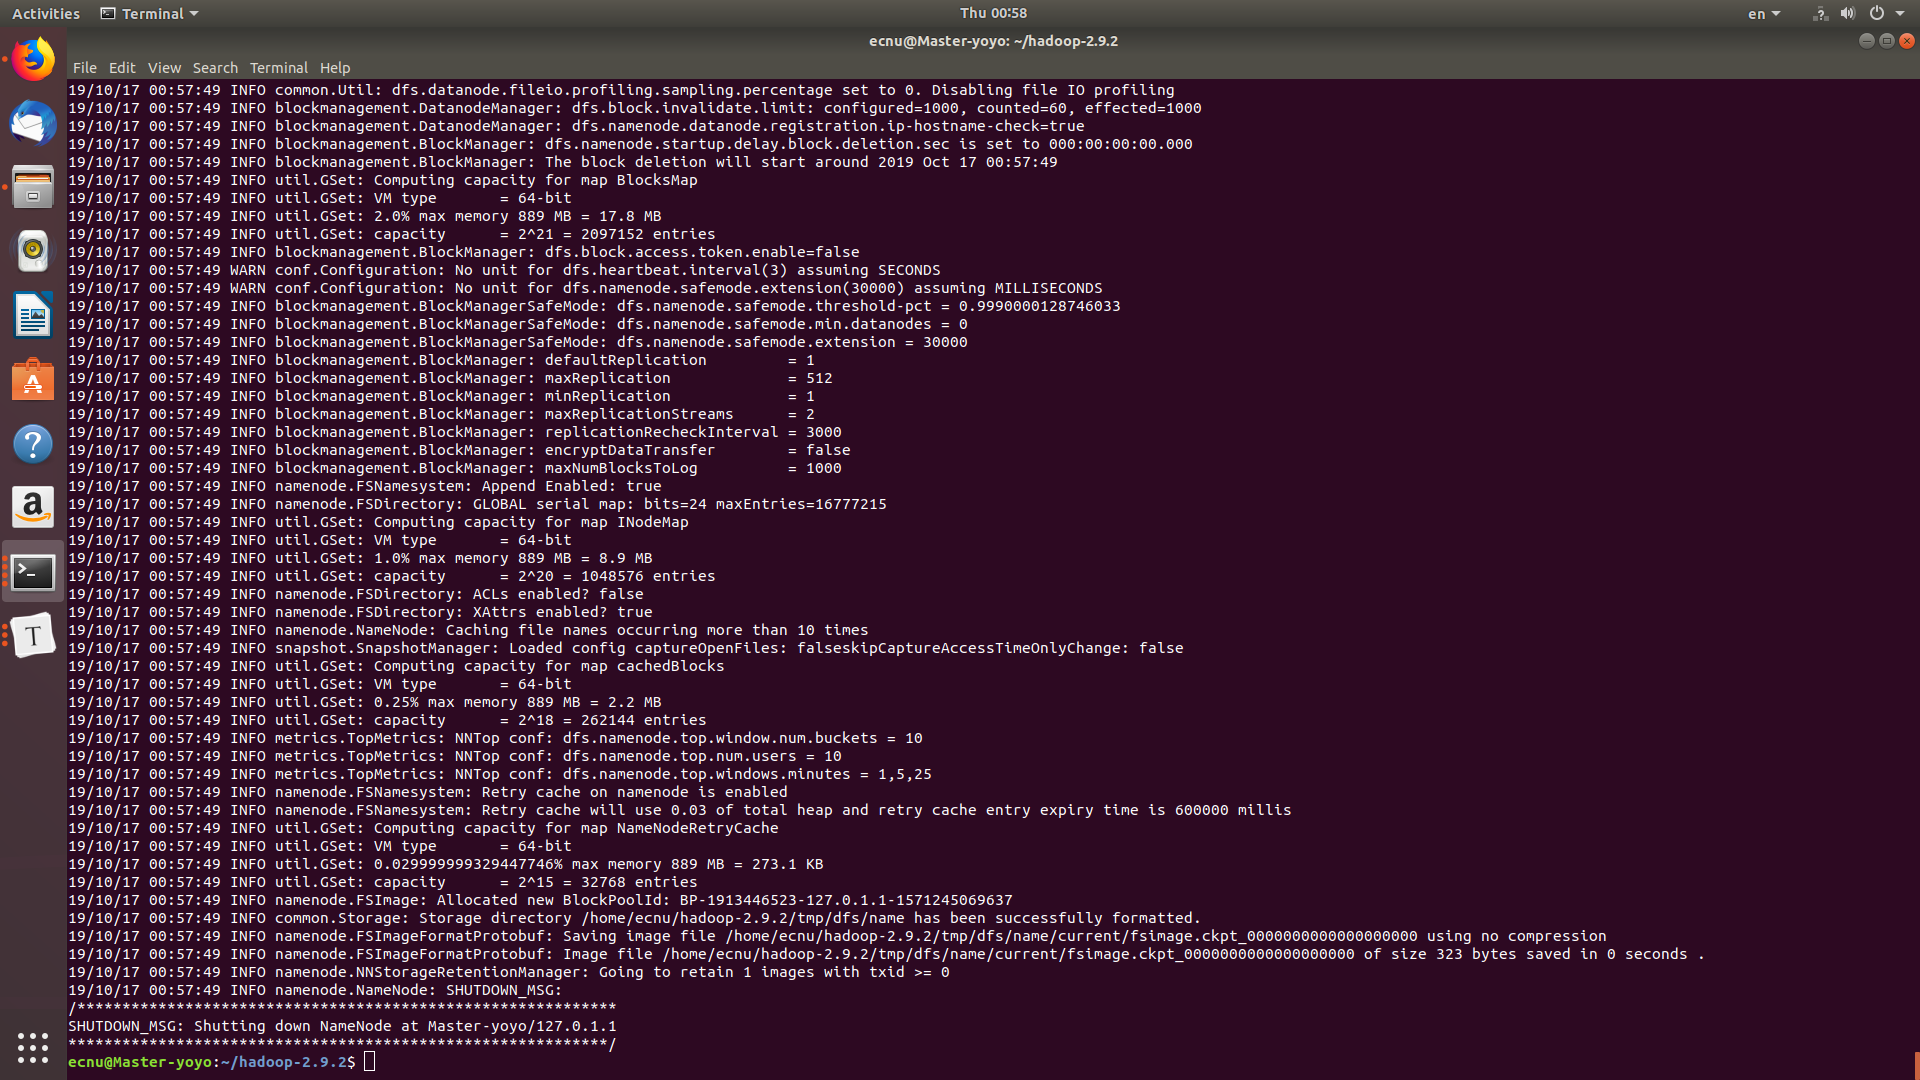 Activities Terminal Thu 00:58 en
ecnu@Master-yoyo: ~/hadoop-2.9.2
File Edit View Search Terminal Help
19/10/17 00:57:49 INFO common.Util: dfs.datanode.fileio.profiling.sampling.percentage set to 0. Disabling file IO profiling
19/10/17 00:57:49 INFO blockmanagement.DatanodeManager: dfs.block.invalidate.limit: configured=1000, counted=60, effected=1000
19/10/17 00:57:49 INFO blockmanagement.DatanodeManager: dfs.namenode.datanode.registration.ip-hostname-check=true
19/10/17 00:57:49 INFO blockmanagement.BlockManager: dfs.namenode.startup.delay.block.deletion.sec is set to 000:00:00:00.000
19/10/17 00:57:49 INFO blockmanagement.BlockManager: The block deletion will start around 2019 Oct 17 00:57:49
19/10/17 00:57:49 INFO util.GSet: Computing capacity for map BlocksMap
19/10/17 00:57:49 INFO util.GSet: VM type       = 64-bit
19/10/17 00:57:49 INFO util.GSet: 2.0% max memory 889 MB = 17.8 MB
19/10/17 00:57:49 INFO util.GSet: capacity      = 2^21 = 2097152 entries
19/10/17 00:57:49 INFO blockmanagement.BlockManager: dfs.block.access.token.enable=false
19/10/17 00:57:49 WARN conf.Configuration: No unit for dfs.heartbeat.interval(3) assuming SECONDS
19/10/17 00:57:49 WARN conf.Configuration: No unit for dfs.namenode.safemode.extension(30000) assuming MILLISECONDS
19/10/17 00:57:49 INFO blockmanagement.BlockManagerSafeMode: dfs.namenode.safemode.threshold-pct = 0.9990000128746033
19/10/17 00:57:49 INFO blockmanagement.BlockManagerSafeMode: dfs.namenode.safemode.min.datanodes = 0
19/10/17 00:57:49 INFO blockmanagement.BlockManagerSafeMode: dfs.namenode.safemode.extension = 30000
19/10/17 00:57:49 INFO blockmanagement.BlockManager: defaultReplication         = 1
19/10/17 00:57:49 INFO blockmanagement.BlockManager: maxReplication             = 512
19/10/17 00:57:49 INFO blockmanagement.BlockManager: minReplication             = 1
19/10/17 00:57:49 INFO blockmanagement.BlockManager: maxReplicationStreams      = 2
19/10/17 00:57:49 INFO blockmanagement.BlockManager: replicationRecheckInterval = 3000
19/10/17 00:57:49 INFO blockmanagement.BlockManager: encryptDataTransfer        = false
19/10/17 00:57:49 INFO blockmanagement.BlockManager: maxNumBlocksToLog          = 1000
19/10/17 00:57:49 INFO namenode.FSNamesystem: Append Enabled: true
19/10/17 00:57:49 INFO namenode.FSDirectory: GLOBAL serial map: bits=24 maxEntries=16777215
19/10/17 00:57:49 INFO util.GSet: Computing capacity for map INodeMap
19/10/17 00:57:49 INFO util.GSet: VM type       = 64-bit
19/10/17 00:57:49 INFO util.GSet: 1.0% max memory 889 MB = 8.9 MB
19/10/17 00:57:49 INFO util.GSet: capacity      = 2^20 = 1048576 entries
19/10/17 00:57:49 INFO namenode.FSDirectory: ACLs enabled? false
19/10/17 00:57:49 INFO namenode.FSDirectory: XAttrs enabled? true
19/10/17 00:57:49 INFO namenode.NameNode: Caching file names occurring more than 10 times
19/10/17 00:57:49 INFO snapshot.SnapshotManager: Loaded config captureOpenFiles: falseskipCaptureAccessTimeOnlyChange: false
19/10/17 00:57:49 INFO util.GSet: Computing capacity for map cachedBlocks
19/10/17 00:57:49 INFO util.GSet: VM type       = 64-bit
19/10/17 00:57:49 INFO util.GSet: 0.25% max memory 889 MB = 2.2 MB
19/10/17 00:57:49 INFO util.GSet: capacity      = 2^18 = 262144 entries
19/10/17 00:57:49 INFO metrics.TopMetrics: NNTop conf: dfs.namenode.top.window.num.buckets = 10
19/10/17 00:57:49 INFO metrics.TopMetrics: NNTop conf: dfs.namenode.top.num.users = 10
19/10/17 00:57:49 INFO metrics.TopMetrics: NNTop conf: dfs.namenode.top.windows.minutes = 1,5,25
19/10/17 00:57:49 INFO namenode.FSNamesystem: Retry cache on namenode is enabled
19/10/17 00:57:49 INFO namenode.FSNamesystem: Retry cache will use 0.03 of total heap and retry cache entry expiry time is 600000 millis
19/10/17 00:57:49 INFO util.GSet: Computing capacity for map NameNodeRetryCache
19/10/17 00:57:49 INFO util.GSet: VM type       = 64-bit
19/10/17 00:57:49 INFO util.GSet: 0.029999999329447746% max memory 889 MB = 273.1 KB
19/10/17 00:57:49 INFO util.GSet: capacity      = 2^15 = 32768 entries
19/10/17 00:57:49 INFO namenode.FSImage: Allocated new BlockPoolId: BP-1913446523-127.0.1.1-1571245069637
19/10/17 00:57:49 INFO common.Storage: Storage directory /home/ecnu/hadoop-2.9.2/tmp/dfs/name has been successfully formatted.
19/10/17 00:57:49 INFO namenode.FSImageFormatProtobuf: Saving image file /home/ecnu/hadoop-2.9.2/tmp/dfs/name/current/fsimage.ckpt_0000000000000000000 using no compression
19/10/17 00:57:49 INFO namenode.FSImageFormatProtobuf: Image file /home/ecnu/hadoop-2.9.2/tmp/dfs/name/current/fsimage.ckpt_0000000000000000000 of size 323 bytes saved in 0 seconds .
19/10/17 00:57:49 INFO namenode.NNStorageRetentionManager: Going to retain 1 images with txid >= 0
19/10/17 00:57:49 INFO namenode.NameNode: SHUTDOWN_MSG:
/************************************************************
SHUTDOWN_MSG: Shutting down NameNode at Master-yoyo/127.0.1.1
************************************************************/
ecnu@Master-yoyo:~/hadoop-2.9.2$